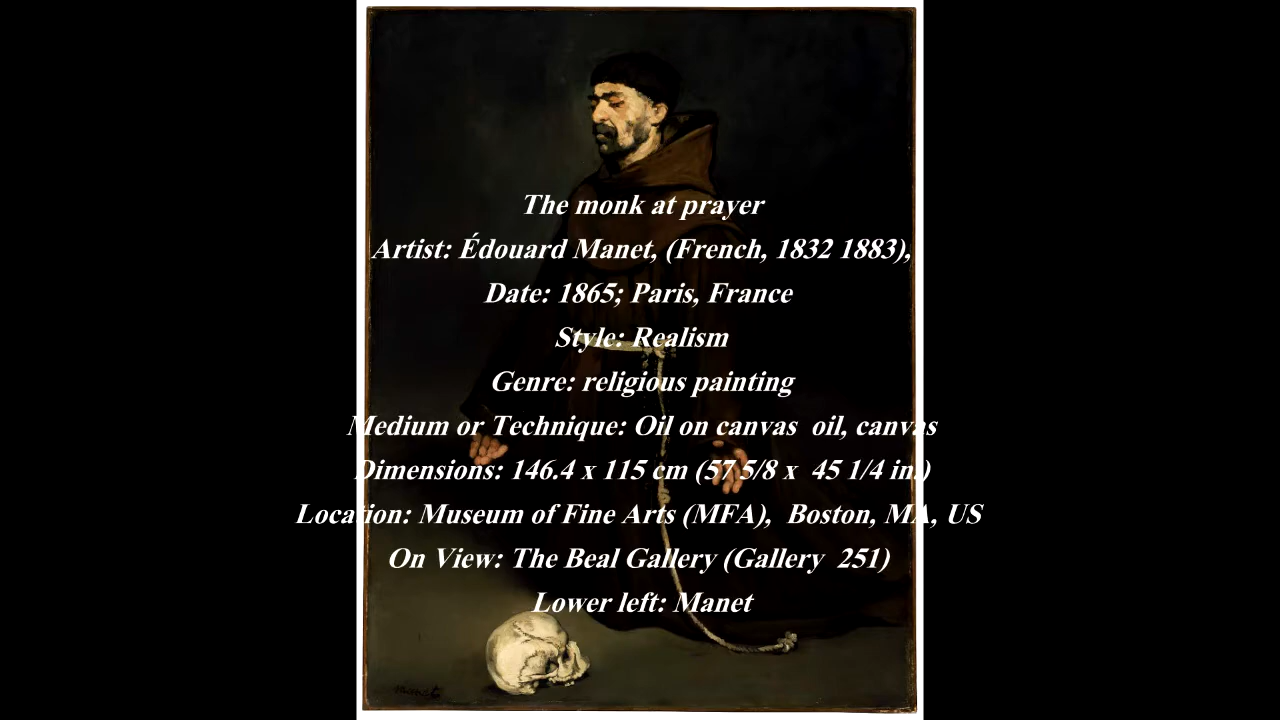 The monk at prayer
Artist: Édouard Manet, (French, 1832 1883),
Date: 1865; Paris, France
Style: Realism
Genre: religious painting
Medium or Technique: Oil on canvas  oil, canvas
Dimensions: 146.4 x 115 cm (57 5/8 x  45 1/4 in.)
Location: Museum of Fine Arts (MFA),  Boston, MA, US
On View: The Beal Gallery (Gallery  251)
Lower left: Manet
manet